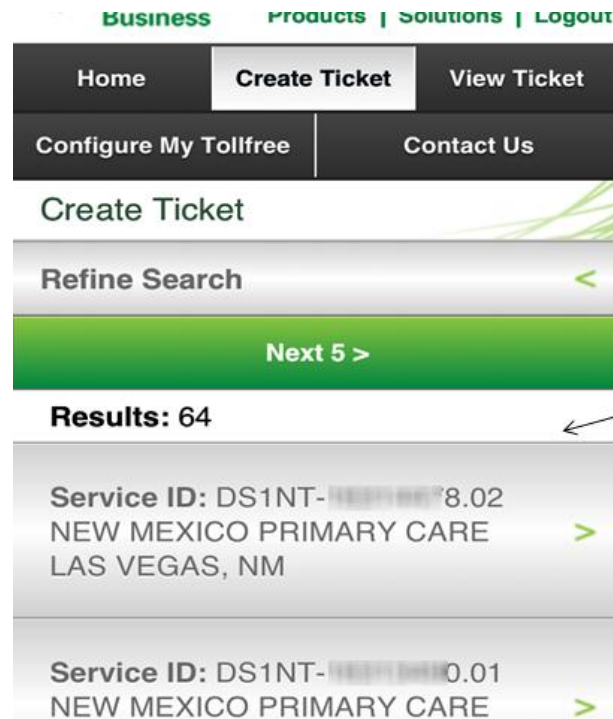 Business Products | Solutions | Logout
Home Create Ticket View Ticket
Configure My Tollfree Contact Us
Create Ticket
Refine Search <
Next 5 >
Results: 64
Service ID: DS1NT- 8.02
NEW MEXICO PRIMARY CARE >
LAS VEGAS, NM
Service ID: DS1NT- 0.01
NEW MEXICO PRIMARY CARE >